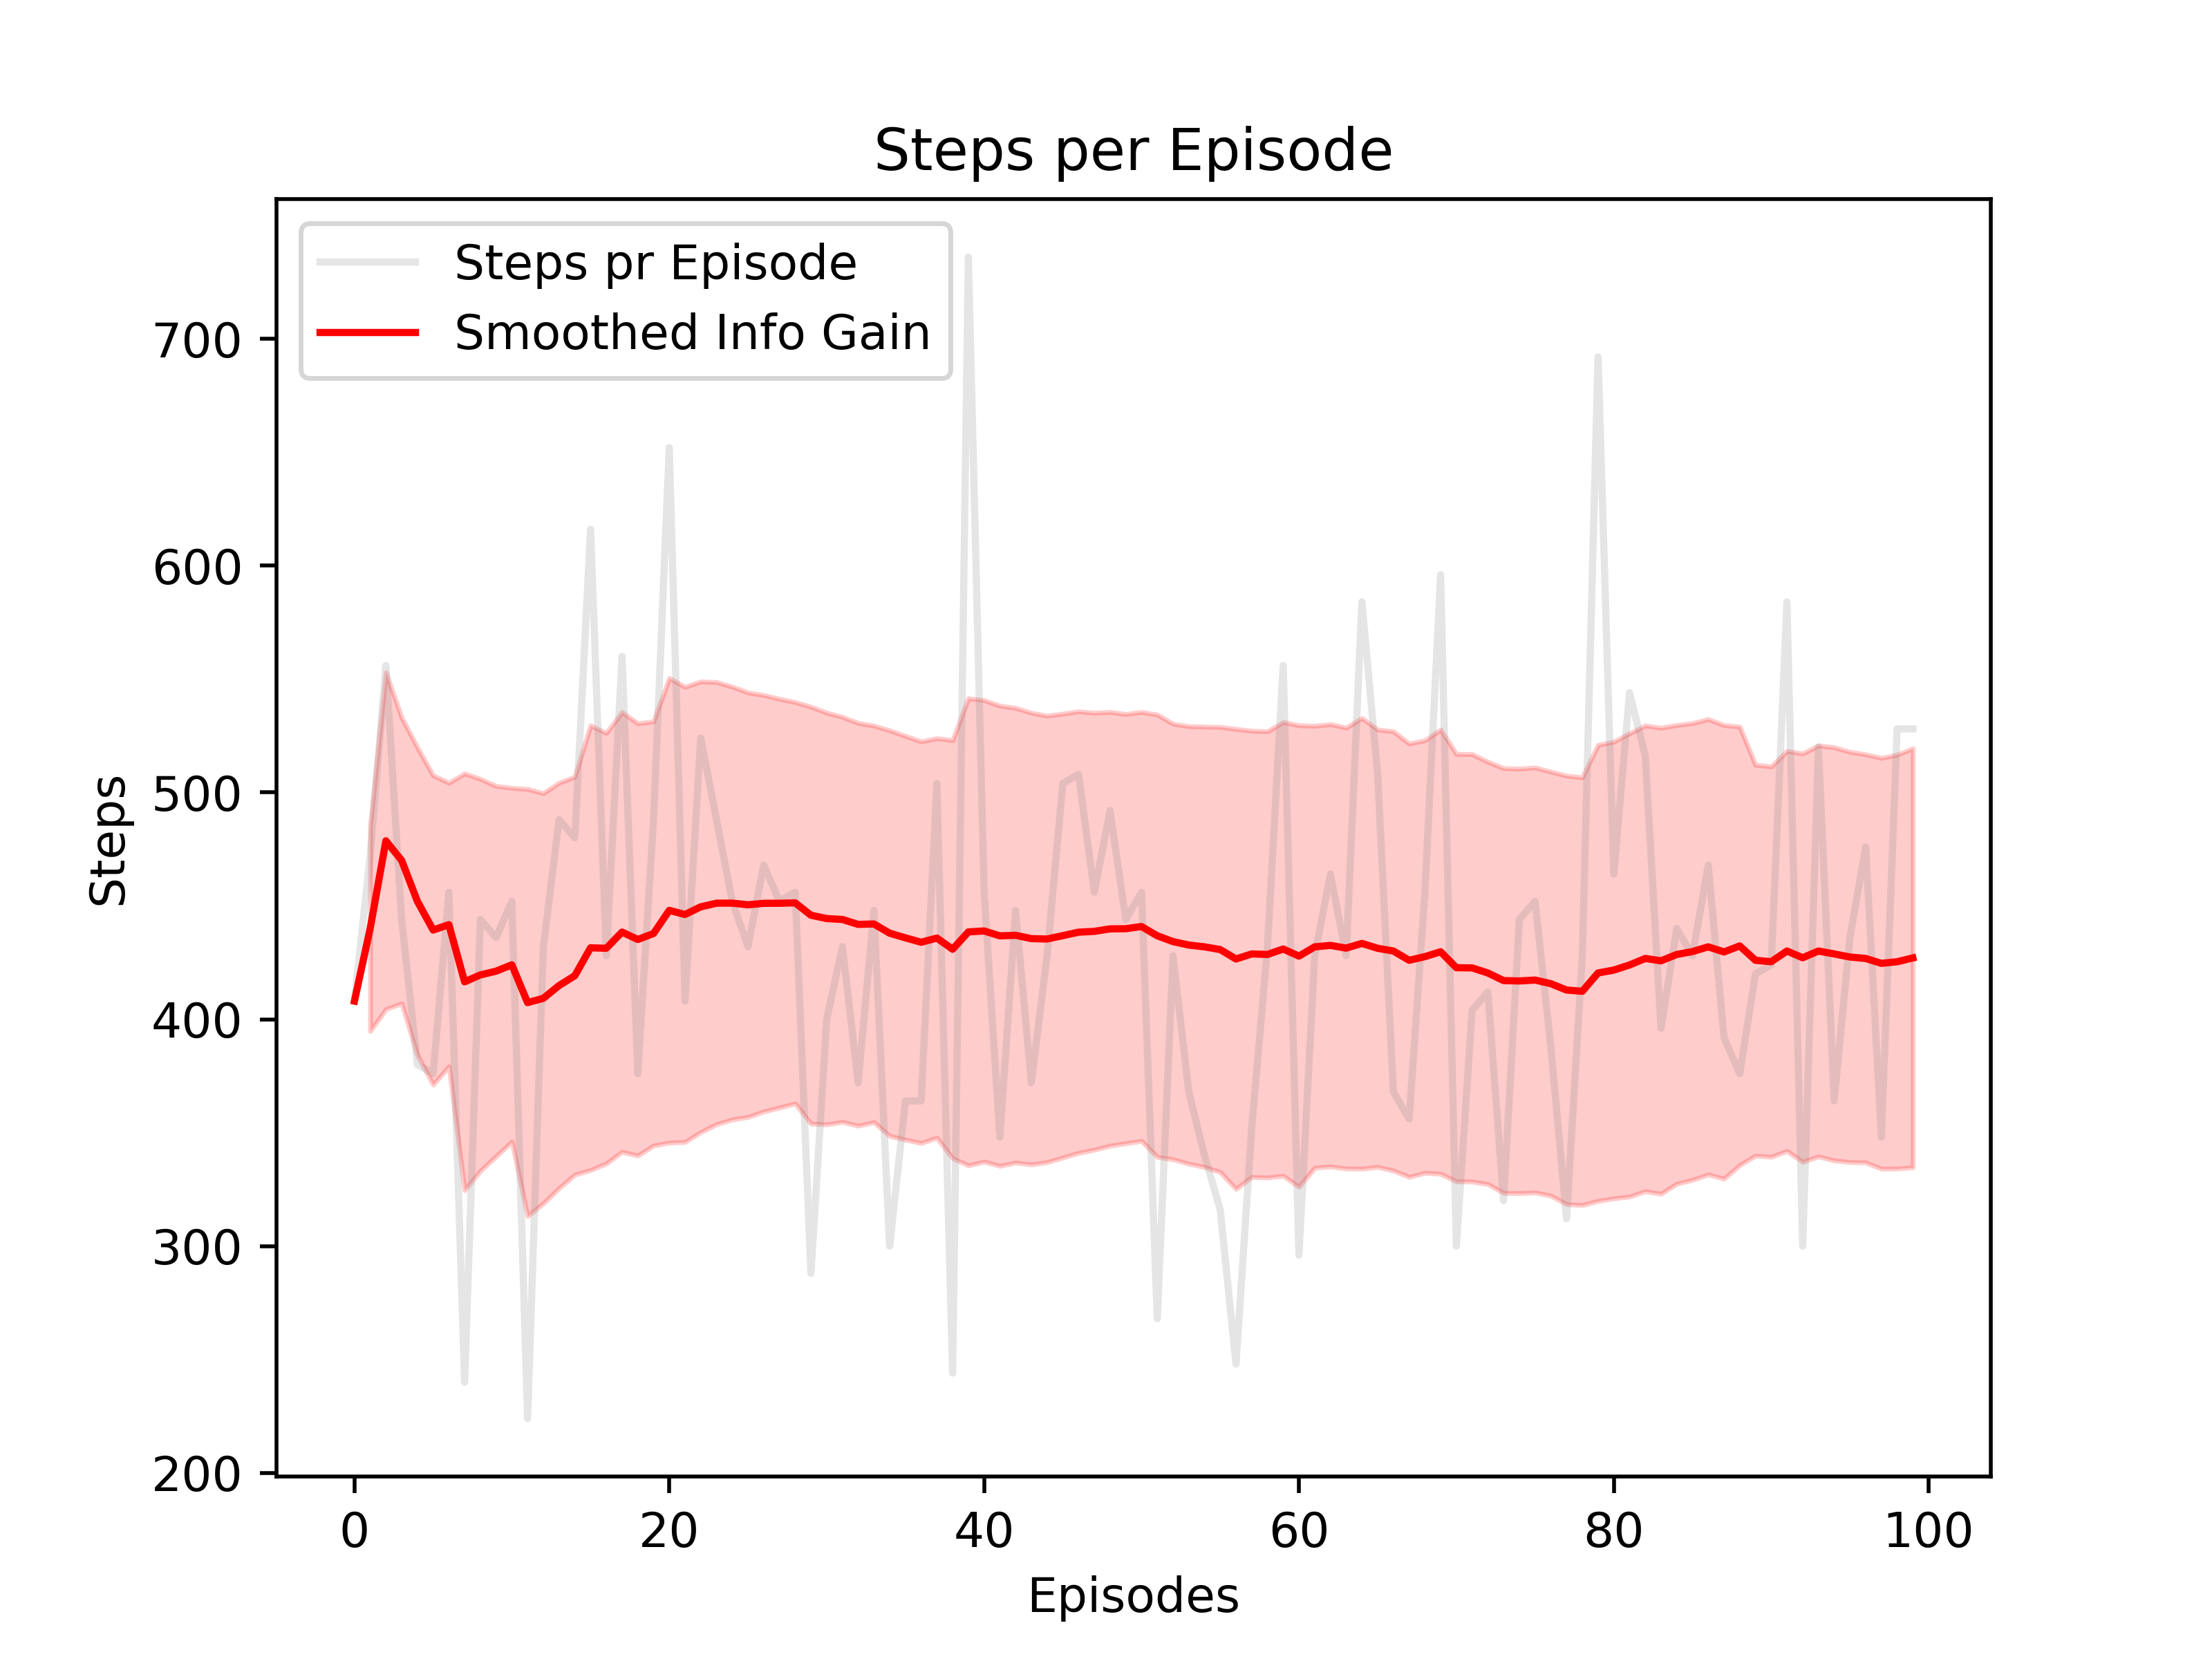 Steps per Episode
Steps pr Episode
Smoothed Info Gain
700
600
500
400
300
200
Steps
0 20 40 60 80 100
Episodes